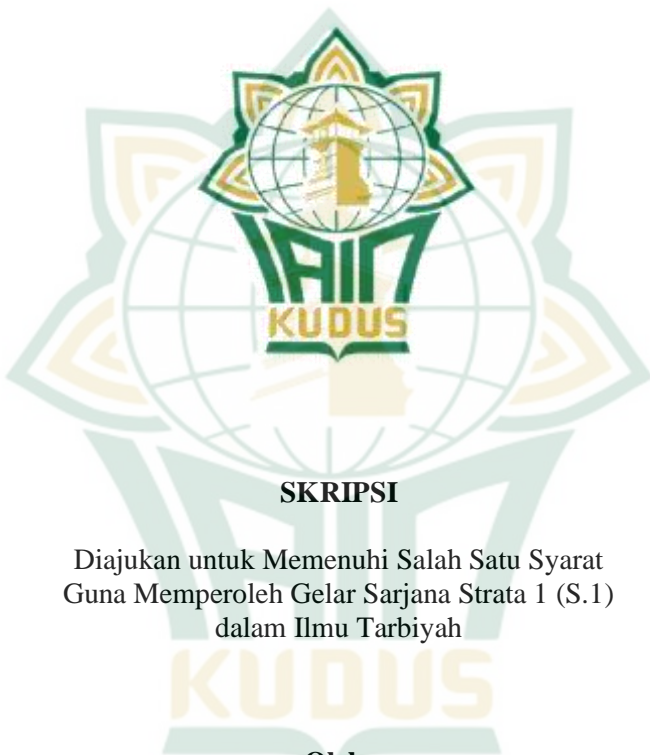 IAIN
KUDUS
SKRIPSI
Diajukan untuk Memenuhi Salah Satu Syarat
Guna Memperoleh Gelar Sarjana Strata 1 (S.1)
dalam Ilmu Tarbiyah
KUDUS